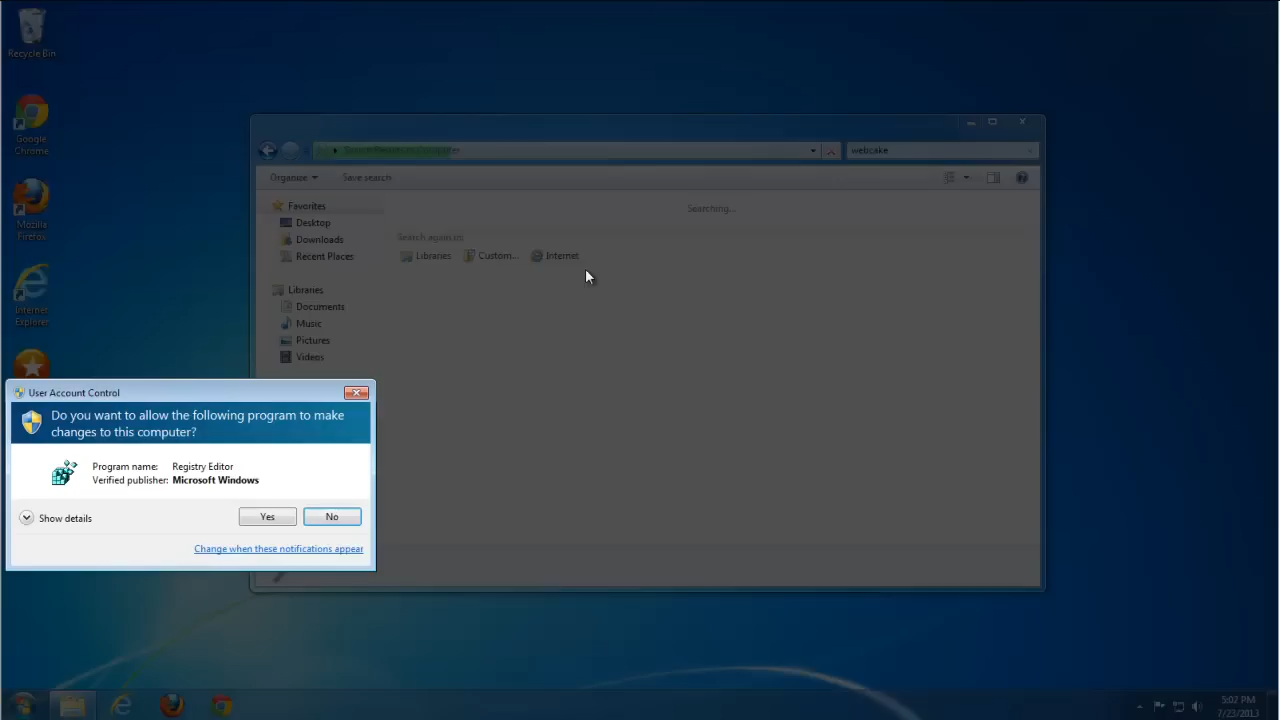 Recycle Bin
Google
Chrome
Mozilla
Firefox
Internet
Explorer
webcake
Organize
Save search
Favorites
Desktop
Downloads
Recent Places
Libraries
Documents
Music
Pictures
Videos
Searching...
Search again in:
Libraries
Custom...
Internet
User Account Control
Do you want to allow the following program to make
changes to this computer?
Program name: Registry Editor
Verified publisher: Microsoft Windows
Show details
Yes
No
Change when these notifications appear
5:02 PM
7/23/2013